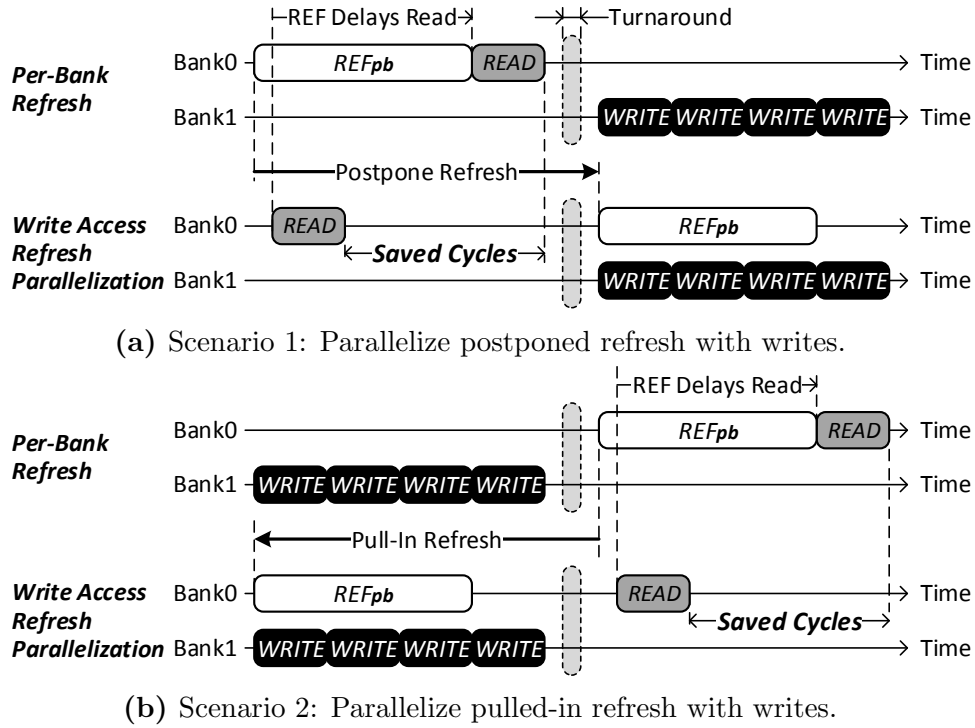 REF Delays Read Turnaround
Per-Bank Refresh
Bank0 REFpb READ Time
Bank1 WRITE WRITE WRITE WRITE Time
Postpone Refresh
Write Access Refresh Parallelization
Bank0 READ REFpb Time
Saved Cycles
Bank1 WRITE WRITE WRITE WRITE Time
(a) Scenario 1: Parallelize postponed refresh with writes.
REF Delays Read
Per-Bank Refresh
Bank0 REFpb READ Time
Bank1 WRITE WRITE WRITE WRITE Time
Pull-In Refresh
Write Access Refresh Parallelization
Bank0 REFpb READ Time
Saved Cycles
Bank1 WRITE WRITE WRITE WRITE Time
(b) Scenario 2: Parallelize pulled-in refresh with writes.